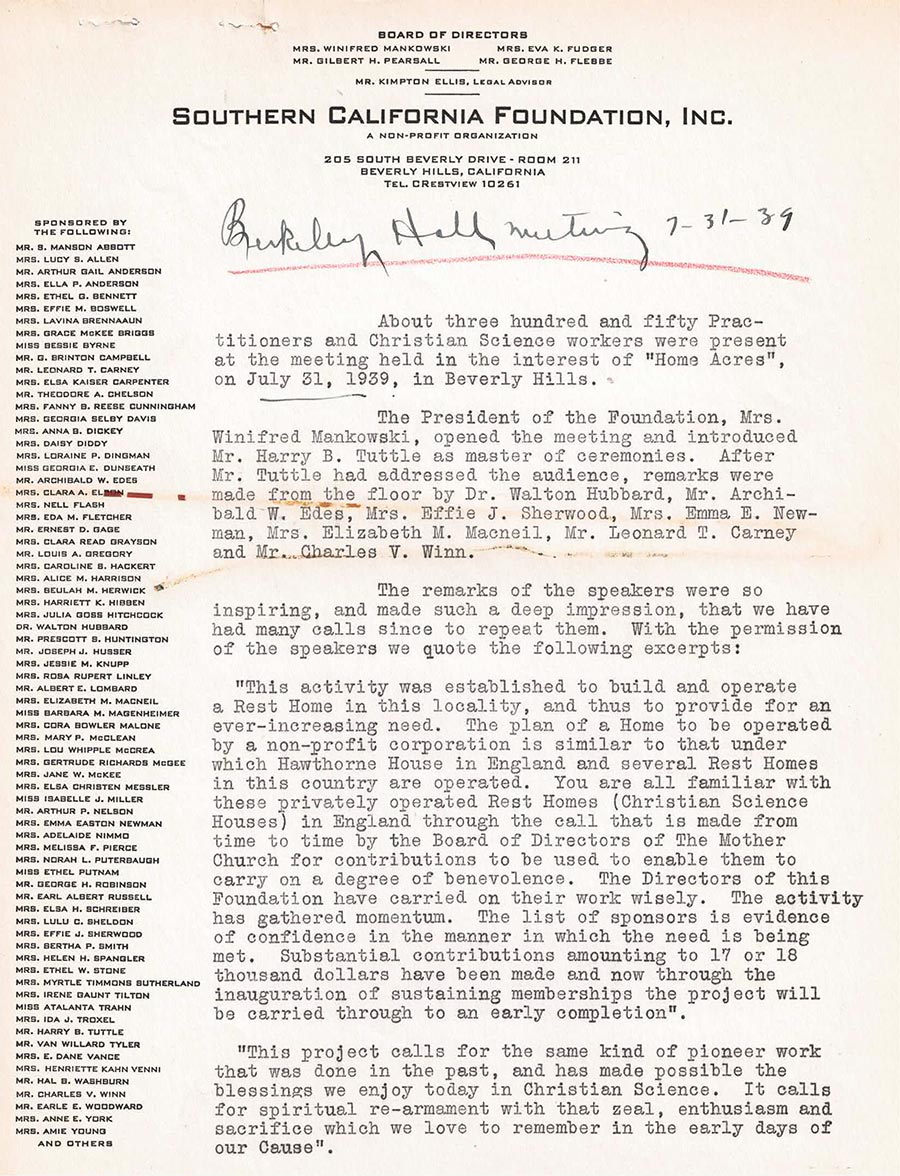 BOARD OF DIRECTORS
MRS. WINIFRED MANKOWSKI MRS. EVA K. FUDGER
MR. GILBERT H. PEARSALL MR. GEORGE H. FLEBBE
MR. KIMPTON ELLIS, LEGAL ADVISOR
SOUTHERN CALIFORNIA FOUNDATION, INC.
A NON-PROFIT ORGANIZATION
205 SOUTH BEVERLY DRIVE - ROOM 211
BEVERLY HILLS, CALIFORNIA
TEL. CRESTVIEW 10261
Berkeley Hall meeting 7-31-39
SPONSORED BY
THE FOLLOWING:
MR. S. MANSON ABBOTT
MRS. LUCY S. ALLEN
MR. ARTHUR GAIL ANDERSON
MRS. ELLA P. ANDERSON
MRS. ETHEL G. BENNETT
MRS. EFFIE M. BOSWELL
MRS. LAVINA BRENNAAUN
MRS. GRACE MCKEE BRIGGS
MISS BESSIE BYRNE
MR. G. BRINTON CAMPBELL
MR. LEONARD T. CARNEY
MRS. ELSA KAISER CARPENTER
MR. THEODORE A. CHELSON
MRS. FANNY B. REESE CUNNINGHAM
MRS. GEORGIA SELBY DAVIS
MRS. ANNA B. DICKEY
MRS. DAISY DIDDY
MRS. LORAINE P. DINGMAN
MISS GEORGIA E. DUNSEATH
MR. ARCHIBALD W. EDES
MRS. CLARA A.
MRS. NELL FLASH
MRS. EDA M. FLETCHER
MR. ERNEST D. GAGE
MRS. CLARA READ GRAYSON
MR. LOUIS A. GREGORY
MRS. CAROLINE S. HACKERT
MRS. ALICE M. HARRISON
MRS. BEULAH M. HERWICK
MRS. HARRIETT K. HIBBEN
MRS. JULIA GOSS HITCHCOCK
DR. WALTON HUBBARD
MR. PRESCOTT S. HUNTINGTON
MR. JOSEPH J. HUSSER
MRS. JESSIE M. KNUPP
MRS. ROSA RUPERT LINLEY
MR. ALBERT E. LOMBARD
MRS. ELIZABETH M. MACNEIL
MISS BARBARA M. MAGENHEIMER
MRS. CORA BOWLER MALONE
MRS. MARY P. MCCLEAN
MRS. LOU WHIPPLE MCCREA
MRS. GERTRUDE RICHARDS MCGEE
MRS. JANE W. MCKEE
MRS. ELSA CHRISTEN MESSLER
MISS ISABELLE J. MILLER
MR. ARTHUR P. NELSON
MRS. EMMA EASTON NEWMAN
MRS. ADELAIDE NIMMO
MRS. MELISSA F. PIERCE
MRS. NORAH L. PUTERBAUGH
MISS ETHEL PUTNAM
MR. GEORGE H. ROBINSON
MR. EARL ALBERT RUSSELL
MRS. ELSA H. SCHREIBER
MRS. LULU C. SHELDON
MRS. EFFIE J. SHERWOOD
MRS. BERTHA P. SMITH
MRS. HELEN H. SPANGLER
MRS. ETHEL W. STONE
MRS. MYRTLE TIMMONS SUTHERLAND
MRS. IRENE GAUNT TILTON
MISS ATALANTA TRAHN
MRS. IDA J. TROXEL
MR. HARRY B. TUTTLE
MR. VAN WILLARD TYLER
MRS. E. DANE VANCE
MRS. HENRIETTE KAHN VENNI
MR. HAL B. WASHBURN
MR. CHARLES V. WINN
MR. EARLE E. WOODWARD
MRS. ANNE E. YORK
MRS. AMIE YOUNG
AND OTHERS
About three hundred and fifty Prac-
titioners and Christian Science workers were present
at the meeting held in the interest of "Home Acres",
on July 31, 1939, in Beverly Hills.
The President of the Foundation, Mrs.
Winifred Mankowski, opened the meeting and introduced
Mr. Harry B. Tuttle as master of ceremonies. After
Mr. Tuttle had addressed the audience, remarks were
made from the floor by Dr. Walton Hubbard, Mr. Archi-
bald W. Edes, Mrs. Effie J. Sherwood, Mrs. Emma E. New-
man, Mrs. Elizabeth M. Macneil, Mr. Leonard T. Carney
and Mr. Charles V. Winn.
The remarks of the speakers were so
inspiring, and made such a deep impression, that we have
had many calls since to repeat them. With the permission
of the speakers we quote the following excerpts:
"This activity was established to build and operate
a Rest Home in this locality, and thus to provide for an
ever-increasing need. The plan of a Home to be operated
by a non-profit corporation is similar to that under
which Hawthorne House in England and several Rest Homes
in this country are operated. You are all familiar with
these privately operated Rest Homes (Christian Science
Houses) in England through the call that is made from
time to time by the Board of Directors of The Mother
Church for contributions to be used to enable them to
carry on a degree of benevolence. The Directors of this
Foundation have carried on their work wisely. The activity
has gathered momentum. The list of sponsors is evidence
of confidence in the manner in which the need is being
met. Substantial contributions amounting to 17 or 18
thousand dollars have been made and now through the
inauguration of sustaining memberships the project will
be carried through to an early completion".
"This project calls for the same kind of pioneer work
that was done in the past, and has made possible the
blessings we enjoy today in Christian Science. It calls
for spiritual re-armament with that zeal, enthusiasm and
sacrifice which we love to remember in the early days of
our Cause".